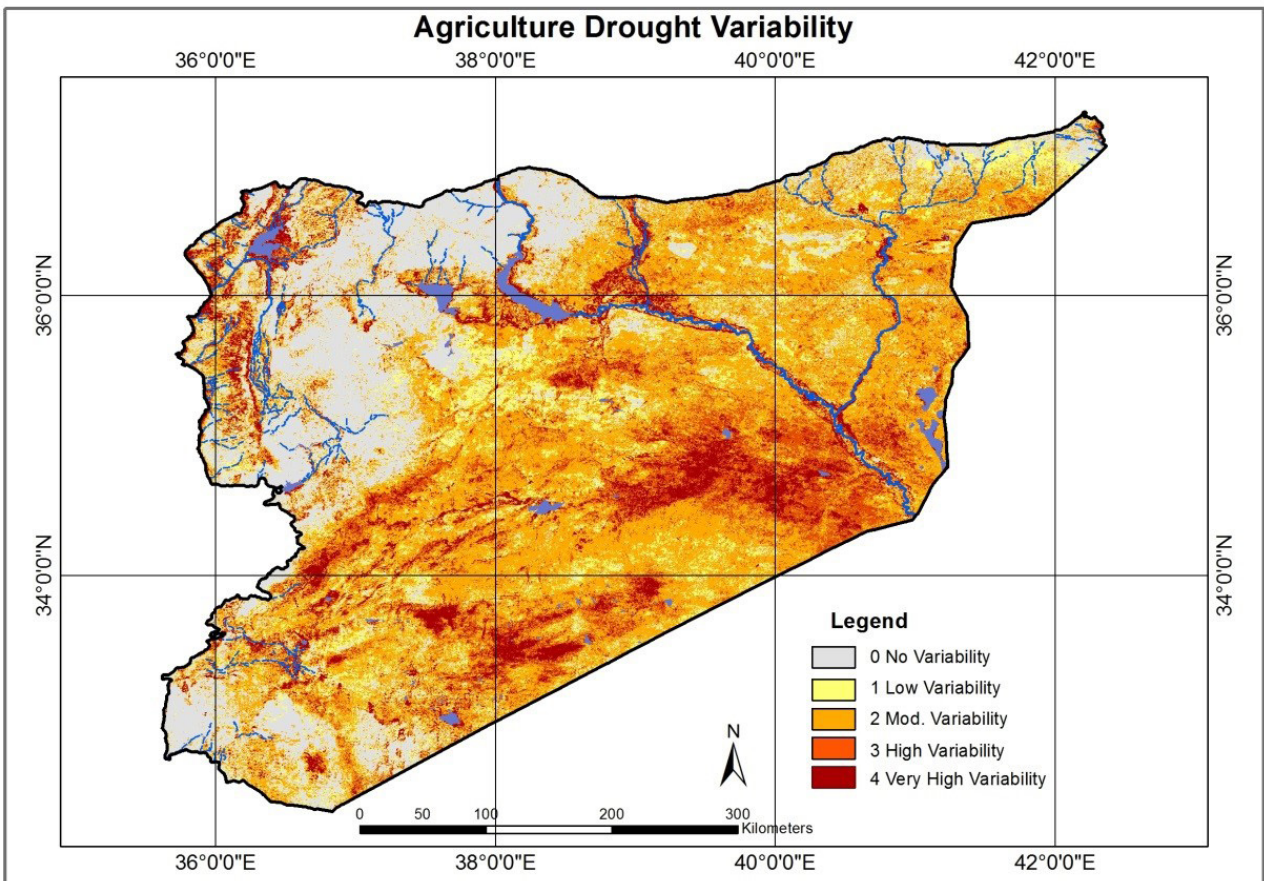 Agriculture Drought Variability
36°0'0"E 38°0'0"E 40°0'0"E 42°0'0"E
36°0'0"N 36°0'0"N
34°0'0"N 34°0'0"N
Legend
0 No Variability
1 Low Variability
2 Mod. Variability
3 High Variability
4 Very High Variability
N
0 50 100 200 300
Kilometers
36°0'0"E 38°0'0"E 40°0'0"E 42°0'0"E